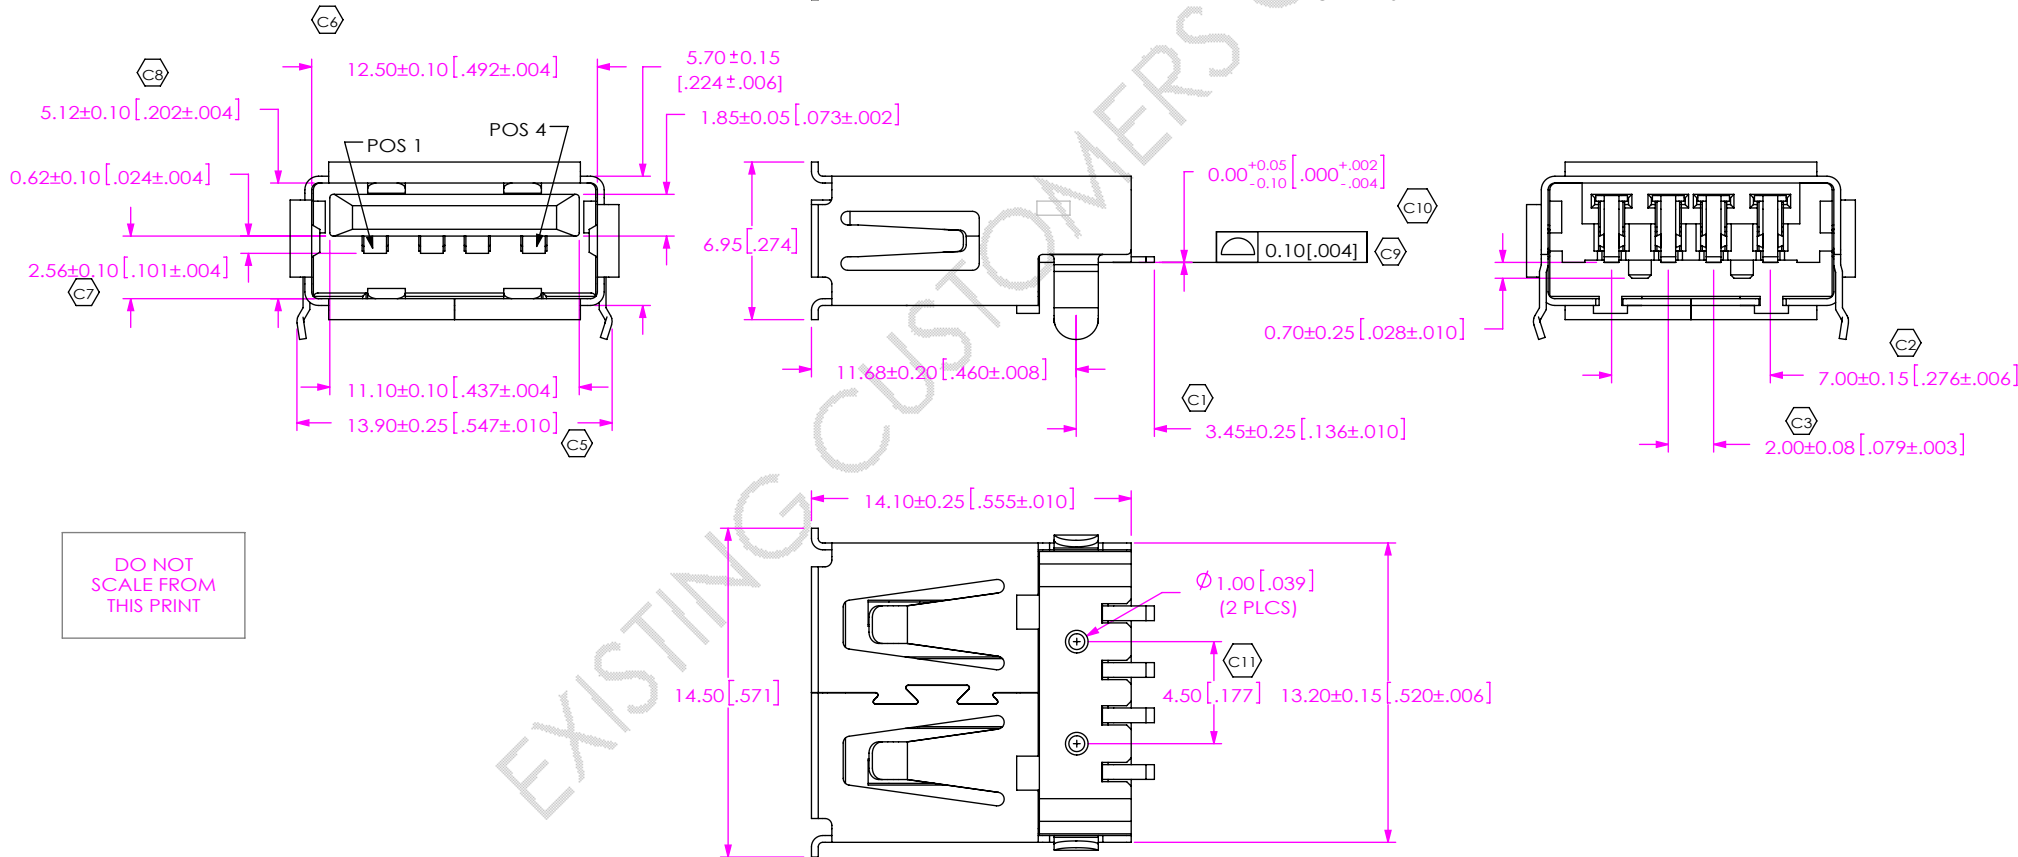 C6
12.50±0.10[.492±.004]
5.70±0.15
[.224±.006]
C8
5.12±0.10[.202±.004]
1.85±0.05[.073±.002]
POS 1
POS 4
0.62±0.10[.024±.004]
2.56±0.10[.101±.004]
C7
11.10±0.10[.437±.004]
13.90±0.25[.547±.010]
C5
6.95[.274]
0.00+0.05-0.10[.000+.002-.004]
C10
0.10[.004]
C9
11.68±0.20[.460±.008]
C1
3.45±0.25[.136±.010]
0.70±0.25[.028±.010]
C2
7.00±0.15[.276±.006]
C3
2.00±0.08[.079±.003]
14.10±0.25[.555±.010]
DO NOT
SCALE FROM
THIS PRINT
Ø1.00[.039]
(2 PLCS)
C11
14.50[.571]
4.50[.177]
13.20±0.15[.520±.006]
EXISTING CUSTOMERS